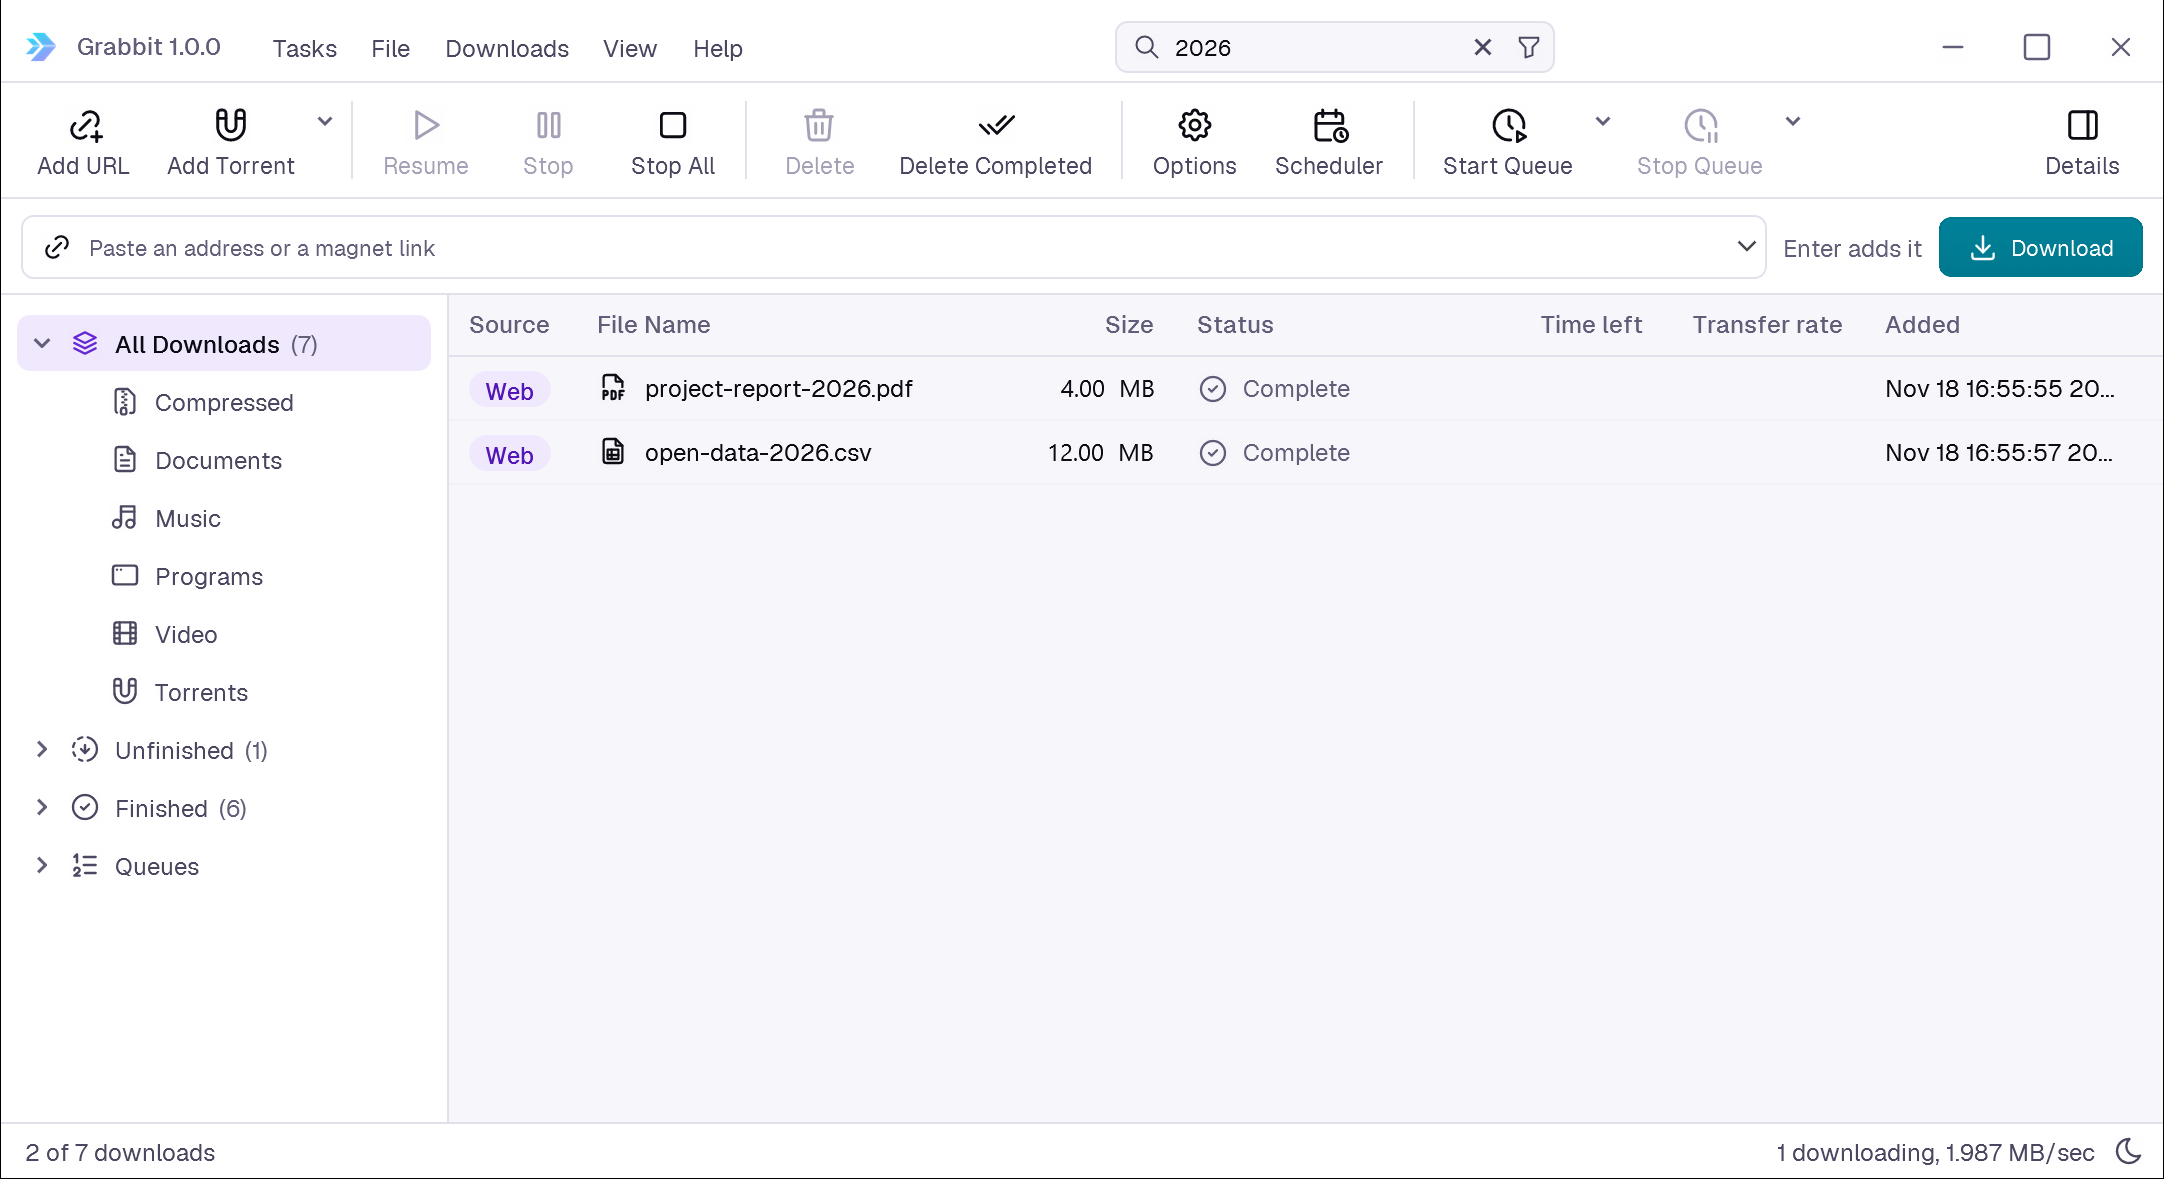 Grabbit 1.0.0 Tasks File Downloads View Help 2026
Add URL Add Torrent Resume Stop Stop All Delete Delete Completed Options Scheduler Start Queue Stop Queue Details
Paste an address or a magnet link Enter adds it Download
Source File Name Size Status Time left Transfer rate Added
Web project-report-2026.pdf 4.00 MB Complete Nov 18 16:55:55 20...
Web open-data-2026.csv 12.00 MB Complete Nov 18 16:55:57 20...
All Downloads (7)
Compressed
Documents
Music
Programs
Video
Torrents
Unfinished (1)
Finished (6)
Queues
2 of 7 downloads 1 downloading, 1.987 MB/sec